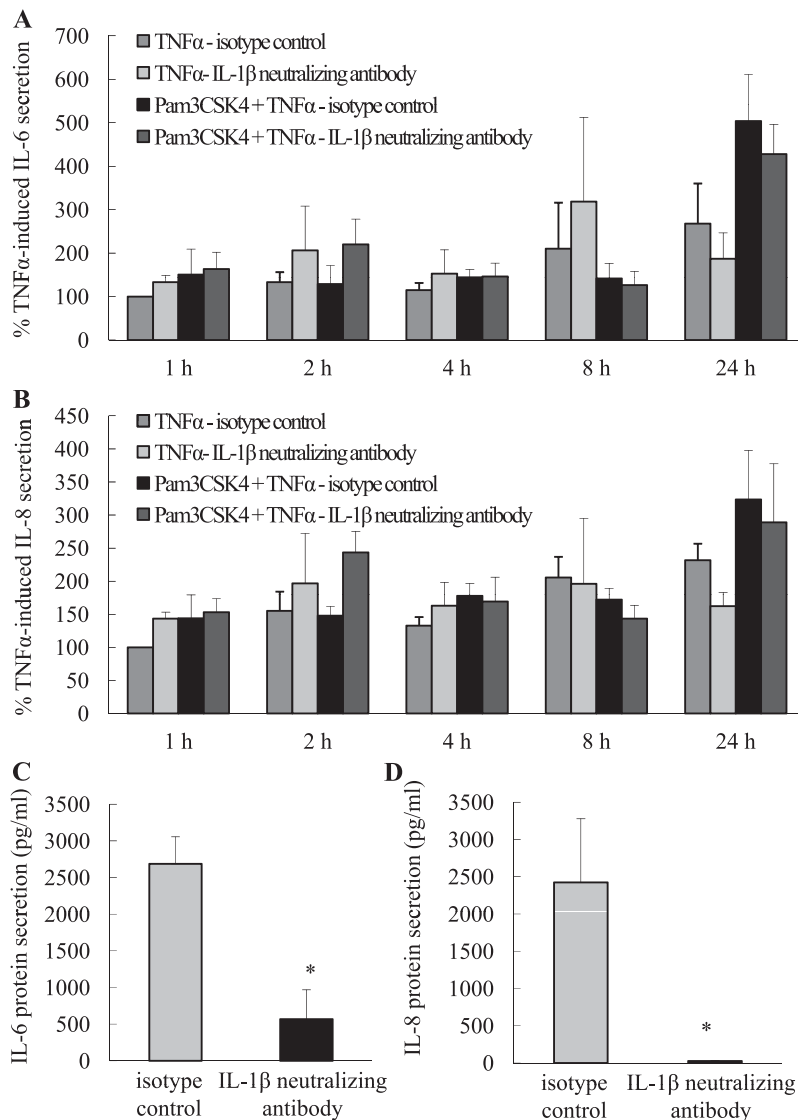 A
% TNFα-induced IL-6 secretion
700
600
500
400
300
200
100
0
TNFα - isotype control
TNFα- IL-1β neutralizing antibody
Pam3CSK4 + TNFα - isotype control
Pam3CSK4 + TNFα - IL-1β neutralizing antibody
1 h 2 h 4 h 8 h 24 h
B
% TNFα-induced IL-8 secretion
450
400
350
300
250
200
150
100
50
0
TNFα - isotype control
TNFα- IL-1β neutralizing antibody
Pam3CSK4 + TNFα - isotype control
Pam3CSK4 + TNFα - IL-1β neutralizing antibody
1 h 2 h 4 h 8 h 24 h
C
IL-6 protein secretion (pg/ml)
3500
3000
2500
2000
1500
1000
500
0
*
isotype IL-1β neutralizing
control antibody
D
IL-8 protein secretion (pg/ml)
3500
3000
2500
2000
1500
1000
500
0
*
isotype IL-1β neutralizing
control antibody